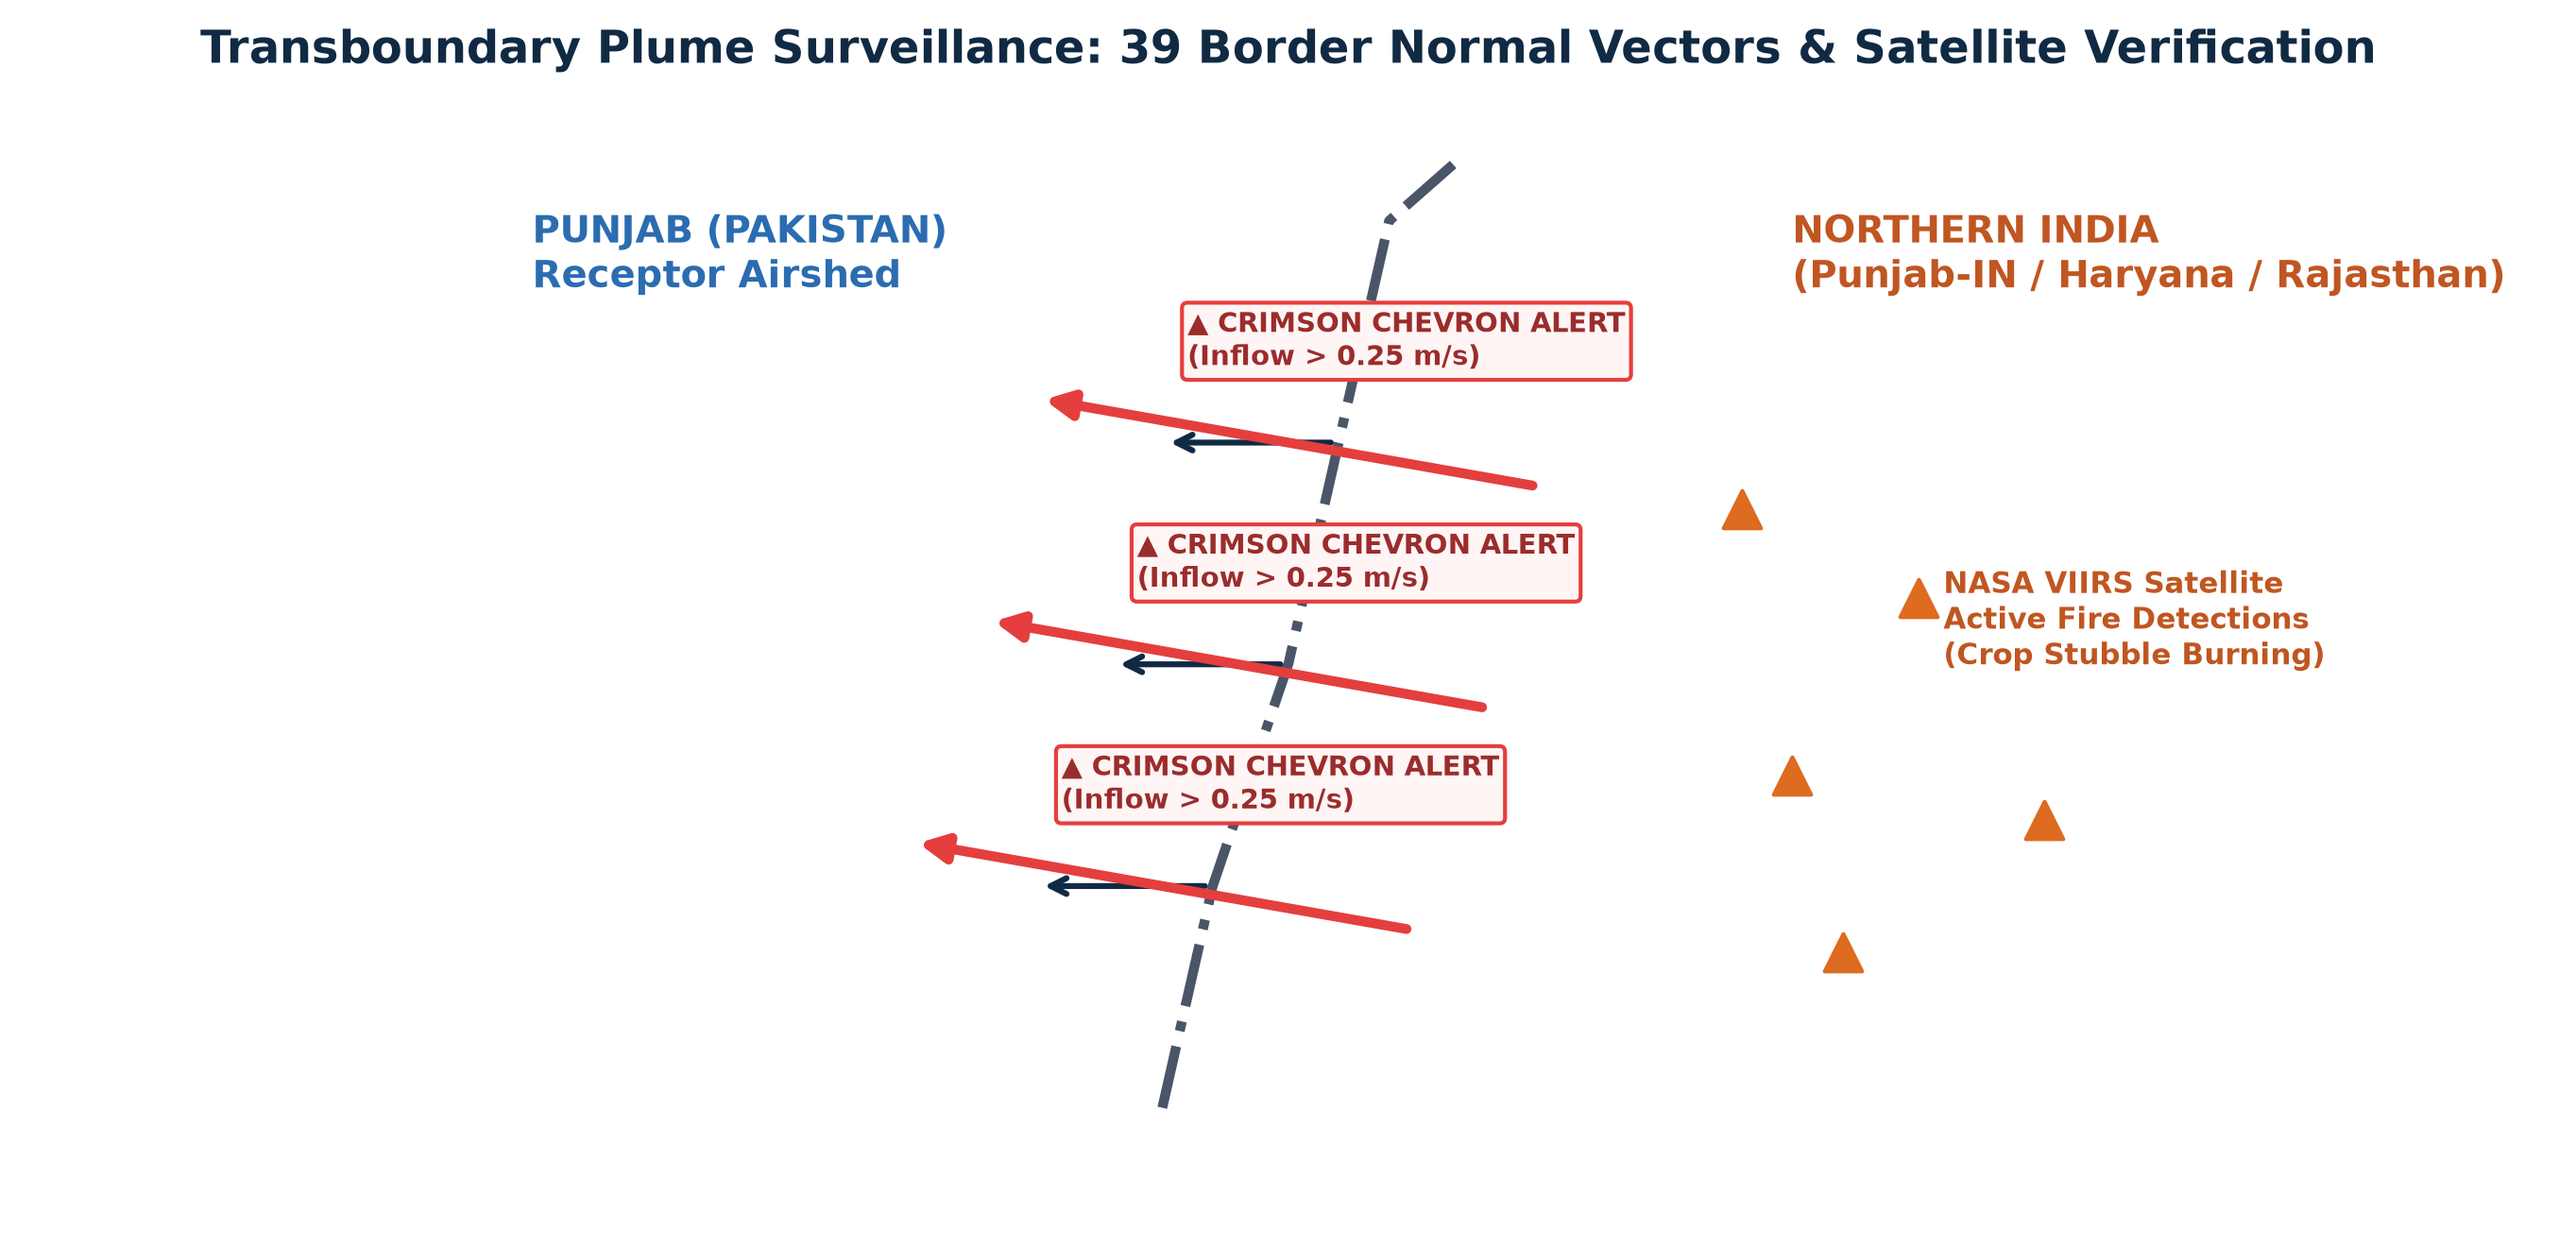 Transboundary Plume Surveillance: 39 Border Normal Vectors & Satellite Verification
PUNJAB (PAKISTAN)
Receptor Airshed
NORTHERN INDIA
(Punjab-IN / Haryana / Rajasthan)
▲ CRIMSON CHEVRON ALERT
(Inflow > 0.25 m/s)
▲ CRIMSON CHEVRON ALERT
(Inflow > 0.25 m/s)
NASA VIIRS Satellite
Active Fire Detections
(Crop Stubble Burning)
▲ CRIMSON CHEVRON ALERT
(Inflow > 0.25 m/s)